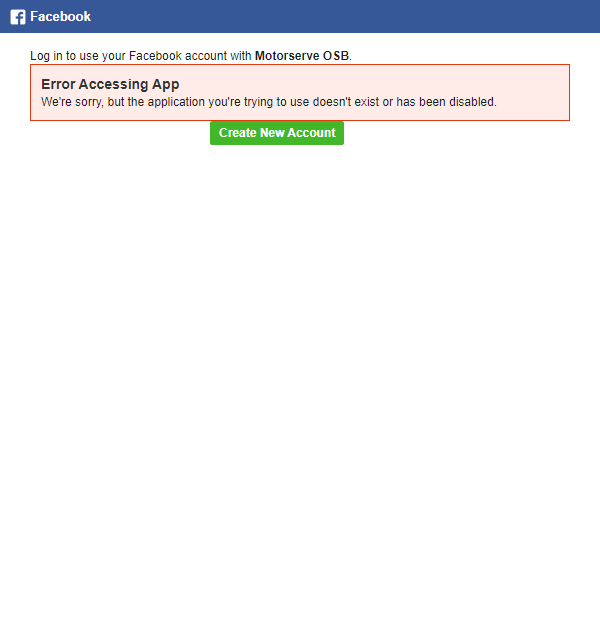 Facebook
Log in to use your Facebook account with Motorserve OSB.
Error Accessing App
We're sorry, but the application you're trying to use doesn't exist or has been disabled.
Create New Account